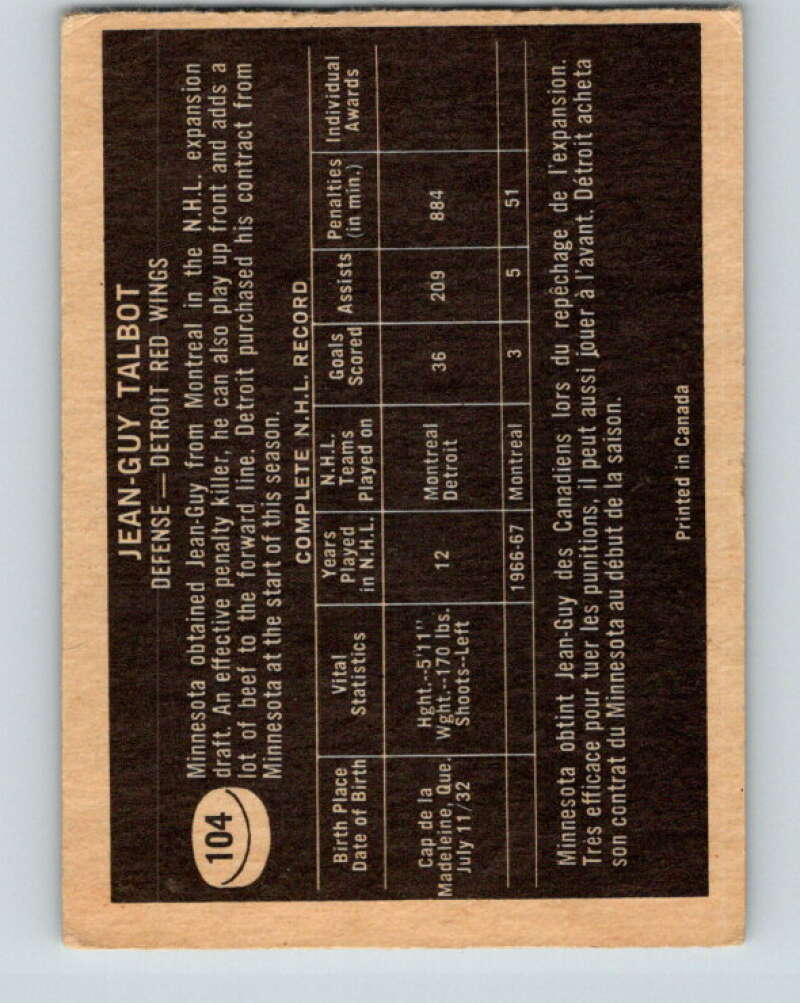 JEAN-GUY TALBOT
DEFENSE — DETROIT RED WINGS
104
Minnesota obtained Jean-Guy from Montreal in the N.H.L. expansion
draft. An effective penalty killer, he can also play up front and adds a
lot of beef to the forward line. Detroit purchased his contract from
Minnesota at the start of this season.
COMPLETE N.H.L. RECORD
Birth Place
Date of Birth
Vital
Statistics
Years
Played
in N.H.L.
N.H.L.
Teams
Played on
Goals
Scored
Assists
Penalties
(in min.)
Individual
Awards
Cap de la
Madeleine, Que.
July 11/32
Hght.--5'11"
Wght.--170 lbs.
Shoots--Left
12
Montreal
Detroit
36
209
884
1966-67 Montreal 3 5 51
Minnesota obtint Jean-Guy des Canadiens lors du repêchage de l'expansion.
Très efficace pour tuer les punitions, il peut aussi jouer à l'avant. Détroit acheta
son contrat du Minnesota au début de la saison.
Printed in Canada